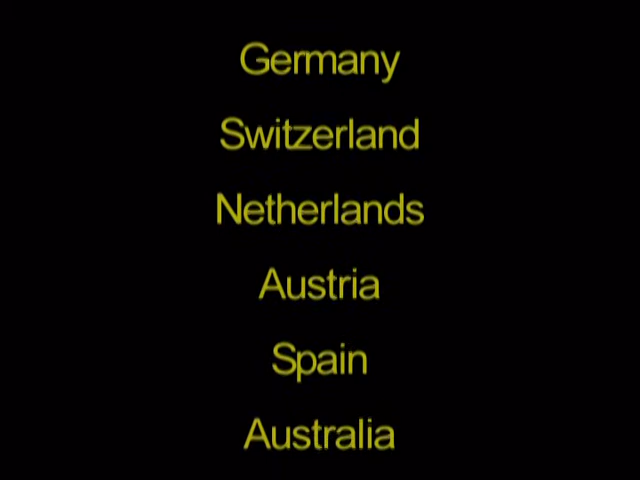 Germany
Switzerland
Netherlands
Austria
Spain
Australia